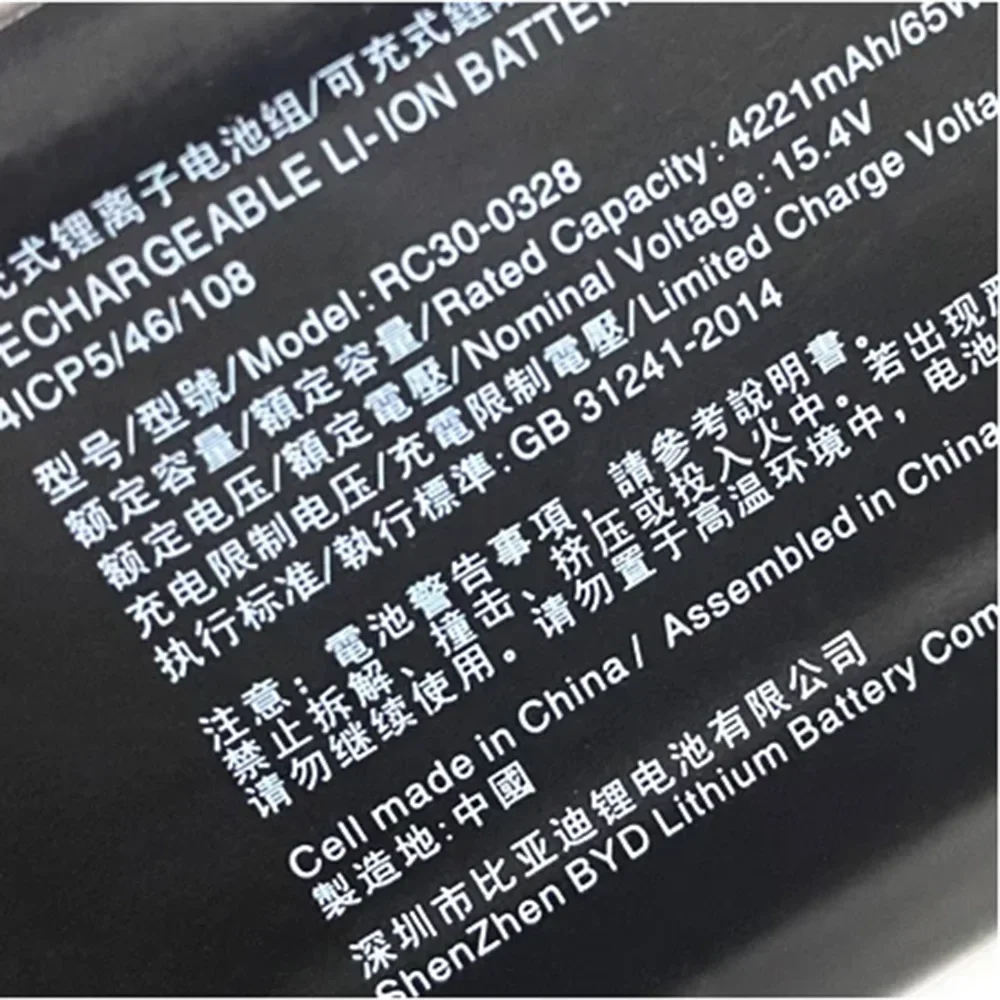 式锂离子电池组/可充式
ECHARGEABLE LI-ION BATTER
4ICP5/46/108
型号/型號/Model: RC30-0328
额定容量/額定容量/Rated Capacity: 4221mAh/65W
额定电压/額定電壓/Nominal Voltage: 15.4V
充电限制电压/充電限制電壓/Limited Charge Volta
执行标准/執行標準: GB 31241-2014
注意: 電池警告事項, 請參考說明書。
禁止拆解、撞击、挤压或投入火中。若出现
请勿继续使用。请勿置于高温环境中, 电池
Cell made in China / Assembled in China
製造地: 中國
深圳市比亚迪锂电池有限公司
ShenZhen BYD Lithium Battery Com